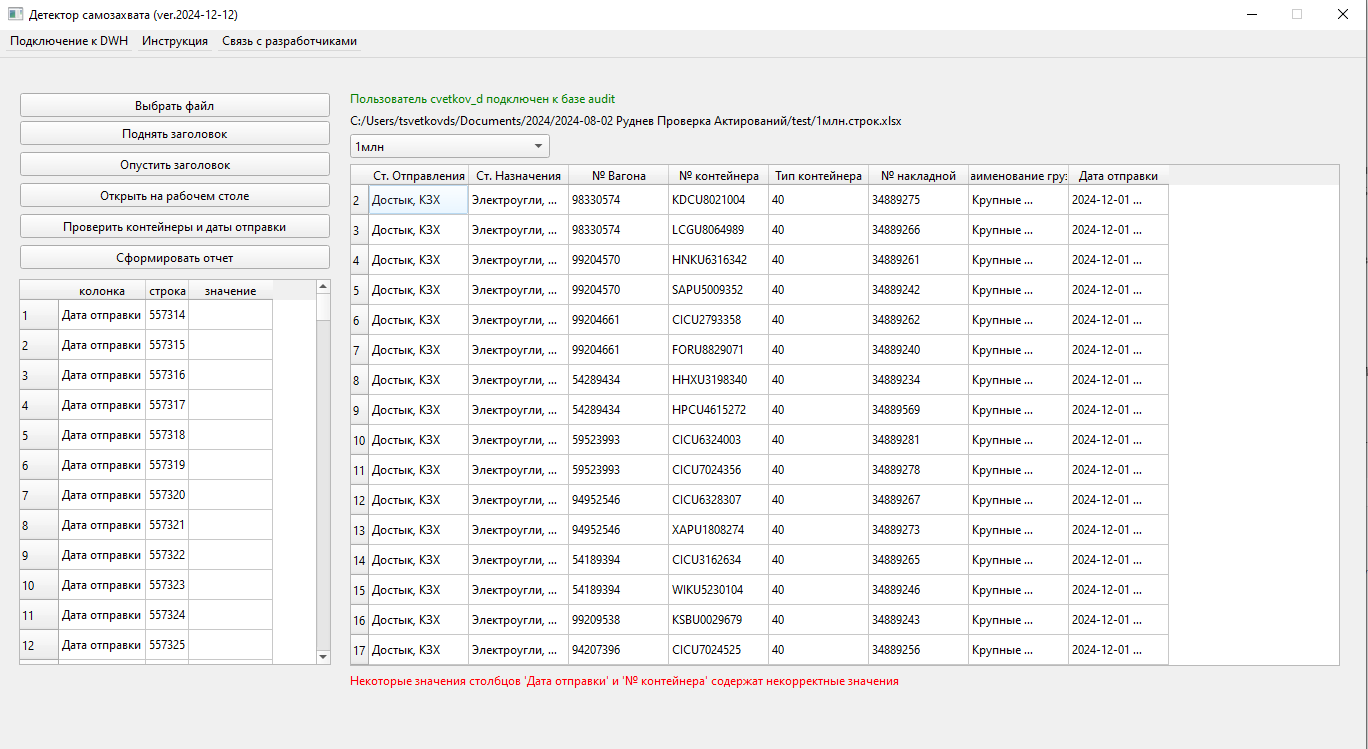 Детектор самозахвата (ver.2024-12-12)
Подключение к DWH Инструкция Связь с разработчиками
Выбрать файл
Поднять заголовок
Опустить заголовок
Открыть на рабочем столе
Проверить контейнеры и даты отправки
Сформировать отчет
колонка строка значение
1 Дата отправки 557314
2 Дата отправки 557315
3 Дата отправки 557316
4 Дата отправки 557317
5 Дата отправки 557318
6 Дата отправки 557319
7 Дата отправки 557320
8 Дата отправки 557321
9 Дата отправки 557322
10 Дата отправки 557323
11 Дата отправки 557324
12 Дата отправки 557325
Пользователь cvetkov_d подключен к базе audit
C:/Users/tsvetkovds/Documents/2024/2024-08-02 Руднев Проверка Актирований/test/1млн.строк.xlsx
1млн
Ст. Отправления Ст. Назначения № Вагона № контейнера Тип контейнера № накладной аименование груз Дата отправки
2 Достык, КЗХ Электроугли, ... 98330574 KDCU8021004 40 34889275 Крупные ... 2024-12-01 ...
3 Достык, КЗХ Электроугли, ... 98330574 LCGU8064989 40 34889266 Крупные ... 2024-12-01 ...
4 Достык, КЗХ Электроугли, ... 99204570 HNKU6316342 40 34889261 Крупные ... 2024-12-01 ...
5 Достык, КЗХ Электроугли, ... 99204570 SAPU5009352 40 34889242 Крупные ... 2024-12-01 ...
6 Достык, КЗХ Электроугли, ... 99204661 CICU2793358 40 34889262 Крупные ... 2024-12-01 ...
7 Достык, КЗХ Электроугли, ... 99204661 FORU8829071 40 34889240 Крупные ... 2024-12-01 ...
8 Достык, КЗХ Электроугли, ... 54289434 HHXU3198340 40 34889234 Крупные ... 2024-12-01 ...
9 Достык, КЗХ Электроугли, ... 54289434 HPCU4615272 40 34889569 Крупные ... 2024-12-01 ...
10 Достык, КЗХ Электроугли, ... 59523993 CICU6324003 40 34889281 Крупные ... 2024-12-01 ...
11 Достык, КЗХ Электроугли, ... 59523993 CICU7024356 40 34889278 Крупные ... 2024-12-01 ...
12 Достык, КЗХ Электроугли, ... 94952546 CICU6328307 40 34889267 Крупные ... 2024-12-01 ...
13 Достык, КЗХ Электроугли, ... 94952546 XAPU1808274 40 34889273 Крупные ... 2024-12-01 ...
14 Достык, КЗХ Электроугли, ... 54189394 CICU3162634 40 34889265 Крупные ... 2024-12-01 ...
15 Достык, КЗХ Электроугли, ... 54189394 WIKU5230104 40 34889246 Крупные ... 2024-12-01 ...
16 Достык, КЗХ Электроугли, ... 99209538 KSBU0029679 40 34889243 Крупные ... 2024-12-01 ...
17 Достык, КЗХ Электроугли, ... 94207396 CICU7024525 40 34889256 Крупные ... 2024-12-01 ...
Некоторые значения столбцов 'Дата отправки' и '№ контейнера' содержат некорректные значения